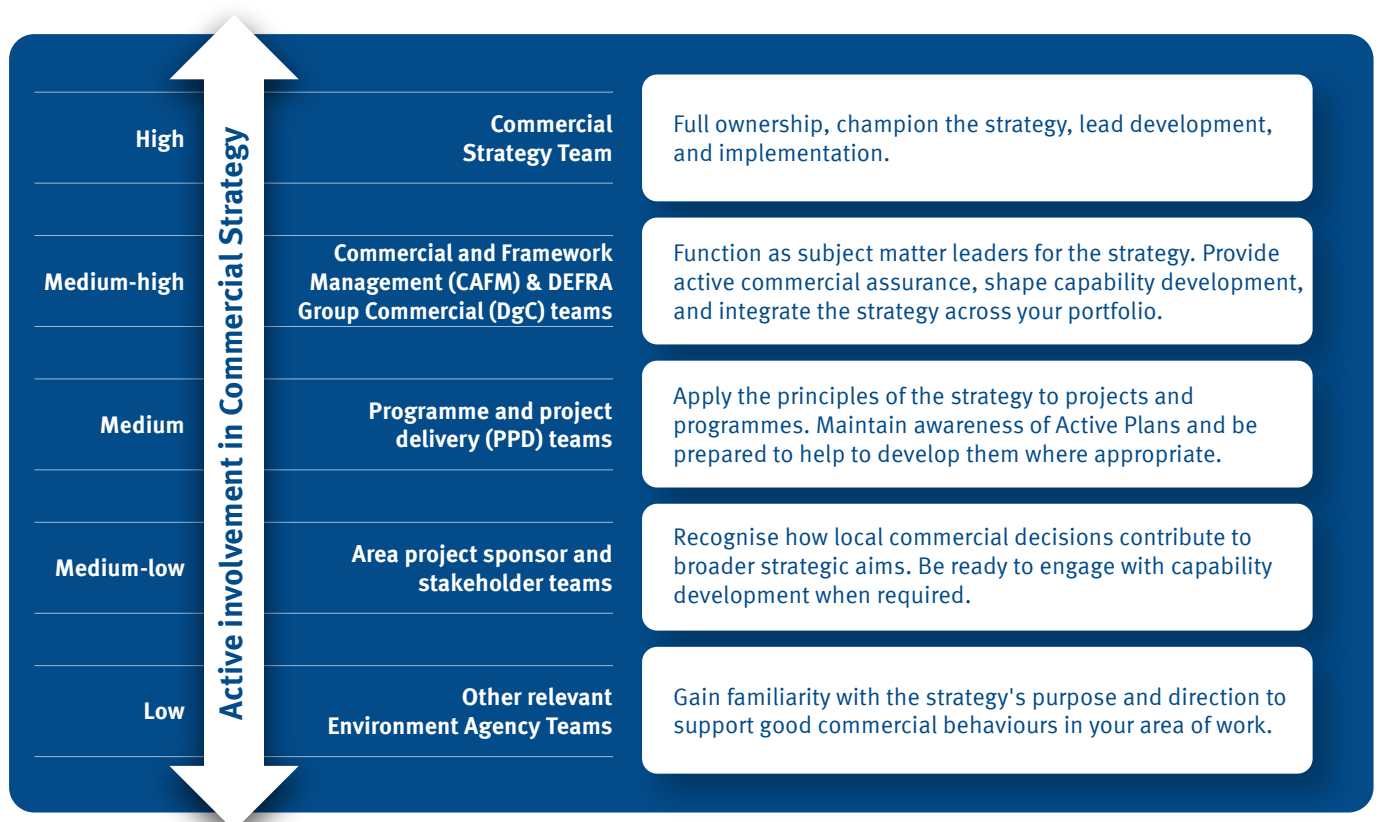 Active involvement in Commercial Strategy
High
Commercial
Strategy Team
Full ownership, champion the strategy, lead development,
and implementation.
Medium-high
Commercial and Framework
Management (CAFM) & DEFRA
Group Commercial (DgC) teams
Function as subject matter leaders for the strategy. Provide
active commercial assurance, shape capability development,
and integrate the strategy across your portfolio.
Medium
Programme and project
delivery (PPD) teams
Apply the principles of the strategy to projects and
programmes. Maintain awareness of Active Plans and be
prepared to help to develop them where appropriate.
Medium-low
Area project sponsor and
stakeholder teams
Recognise how local commercial decisions contribute to
broader strategic aims. Be ready to engage with capability
development when required.
Low
Other relevant
Environment Agency Teams
Gain familiarity with the strategy's purpose and direction to
support good commercial behaviours in your area of work.